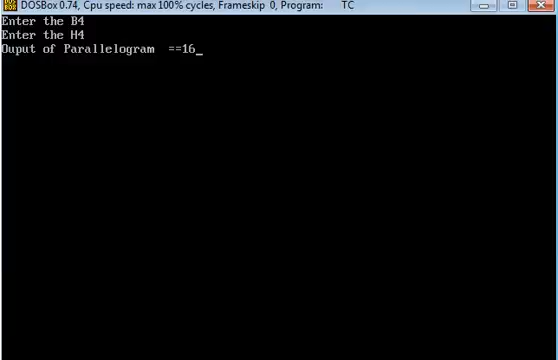 DOSBox 0.74, Cpu speed: max 100% cycles, Frameskip 0, Program: TC
Enter the B4
Enter the H4
Ouput of Parallelogram ==16_